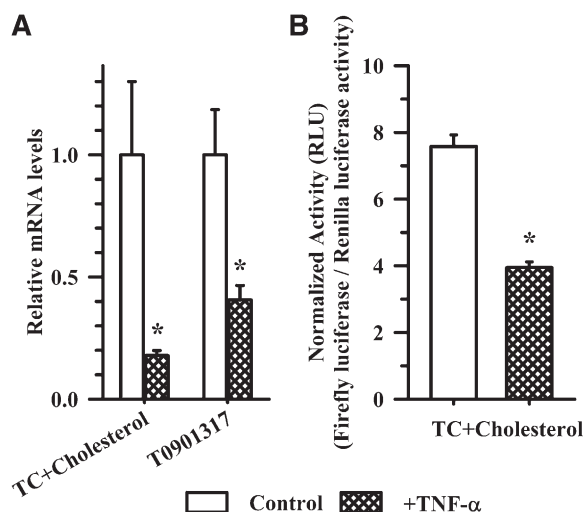 A
Relative mRNA levels
1.0
0.5
0.0
*
*
TC+Cholesterol
T0901317
B
Normalized Activity (RLU)
(Firefly luciferase / Renilla luciferase activity)
10
8
6
4
2
0
*
TC+Cholesterol
Control
+TNF-α